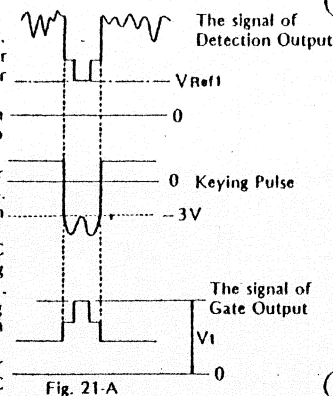 The signal of
Detection Output
VRef1
0
0 Keying Pulse
-3V
The signal of
Gate Output
Vt
0
Fig. 21-A